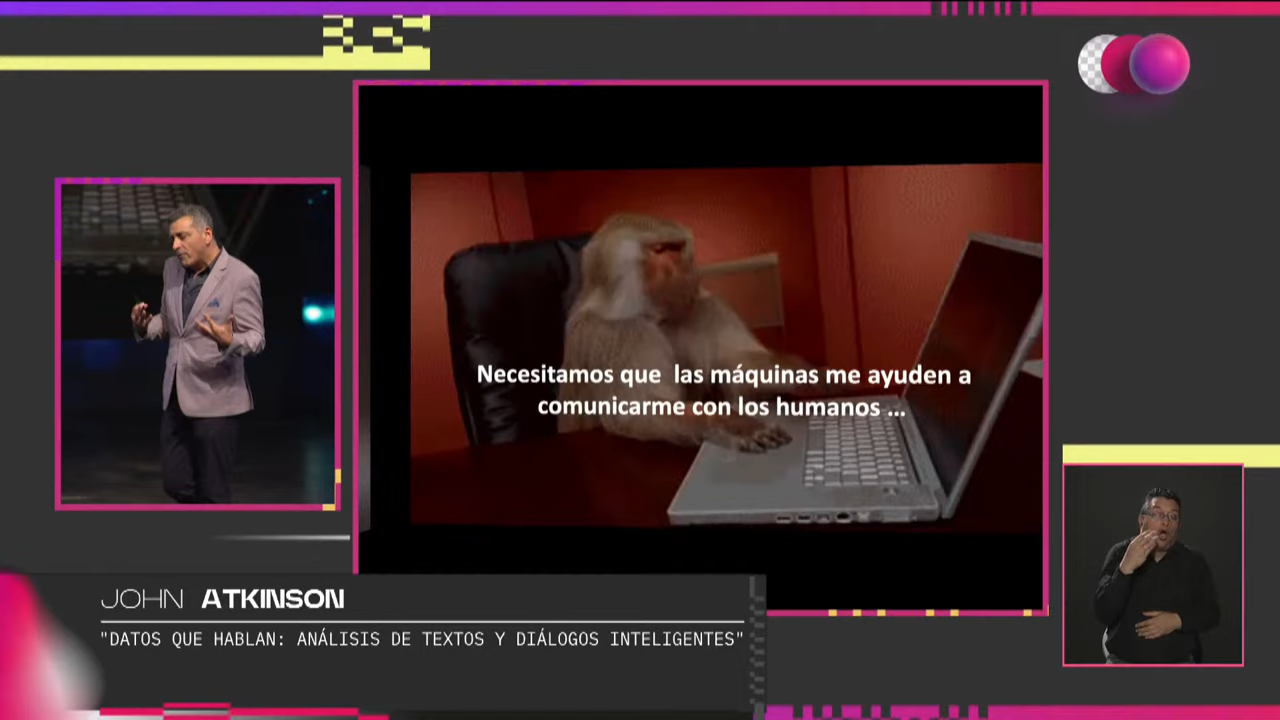 Necesitamos que las máquinas me ayuden a
comunicarme con los humanos ...
JOHN ATKINSON
"DATOS QUE HABLAN: ANÁLISIS DE TEXTOS Y DIÁLOGOS INTELIGENTES"